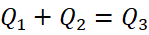 Q₁ + Q₂ = Q₃